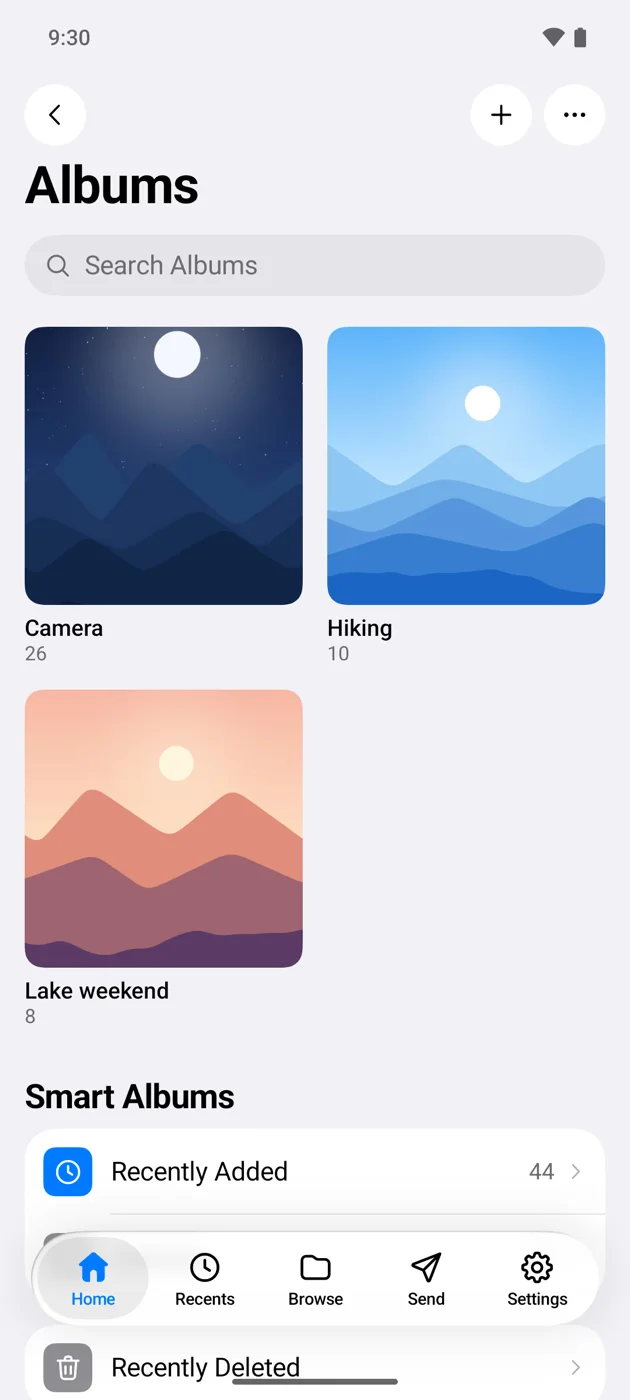 9:30
Albums
Search Albums
Camera
26
Hiking
10
Lake weekend
8
Smart Albums
Recently Added
44
Home
Recents
Browse
Send
Settings
Recently Deleted